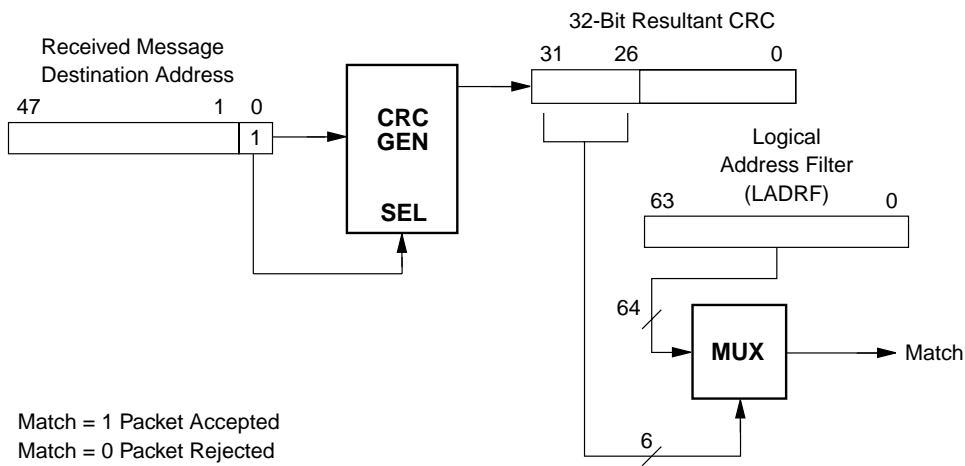 32-Bit Resultant CRC
Received Message
Destination Address
31 26 0
47 1 0
1
CRC
GEN
SEL
Logical
Address Filter
(LADRF)
63 0
64
MUX
Match
6
Match = 1 Packet Accepted
Match = 0 Packet Rejected